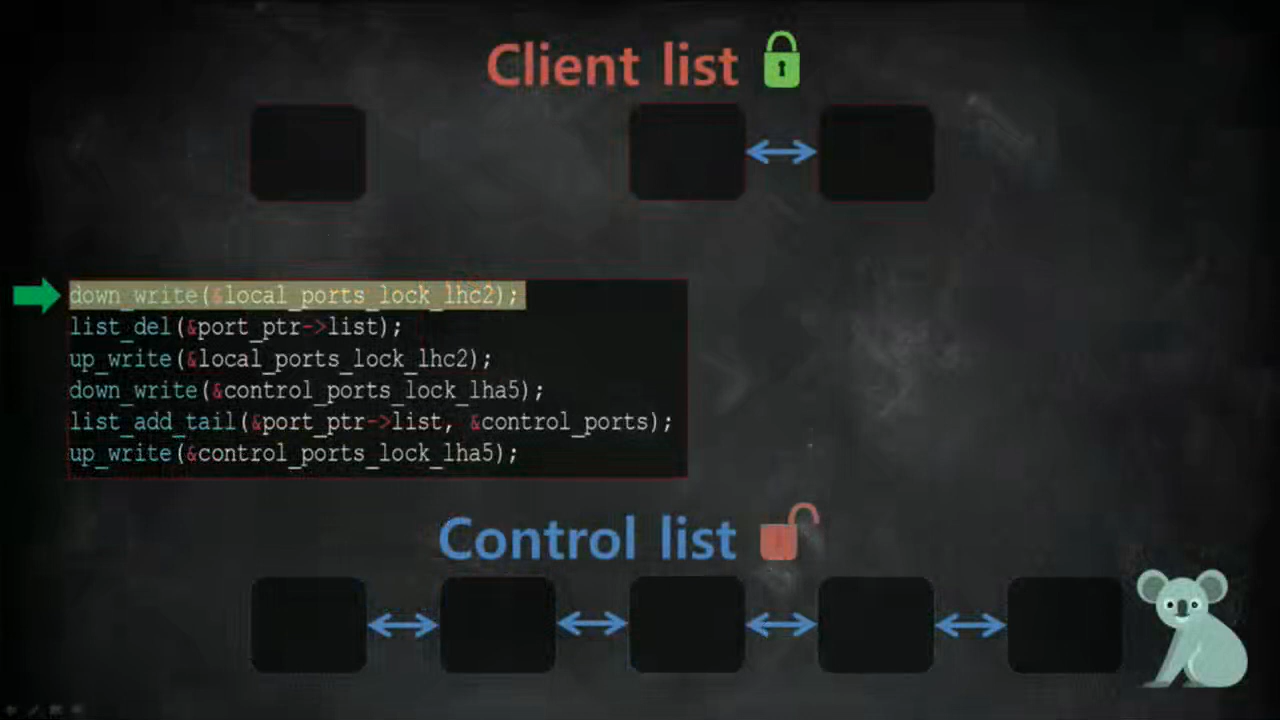 Client list
down_write(&local_ports_lock_lhc2);
list_del(&port_ptr->list);
up_write(&local_ports_lock_lhc2);
down_write(&control_ports_lock_lha5);
list_add_tail(&port_ptr->list, &control_ports);
up_write(&control_ports_lock_lha5);
Control list